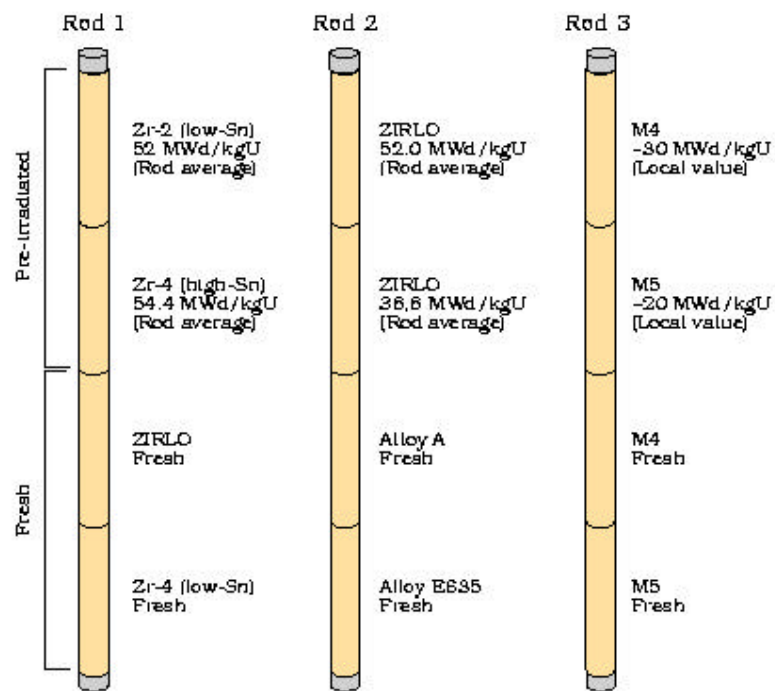 Rod 1
Rod 2
Rod 3
Pre-irradiated
Zr-2 (low-Sn)
52 MWd/kgU
(Rod average)
ZIRLO
52.0 MWd/kgU
(Rod average)
M4
~30 MWd/kgU
(Local value)
Zr-4 (high-Sn)
54.4 MWd/kgU
(Rod average)
ZIRLO
36,6 MWd/kgU
(Rod average)
M5
~20 MWd/kgU
(Local value)
Fresh
ZIRLO
Fresh
Alloy A
Fresh
M4
Fresh
Zr-4 (low-Sn)
Fresh
Alloy E635
Fresh
M5
Fresh